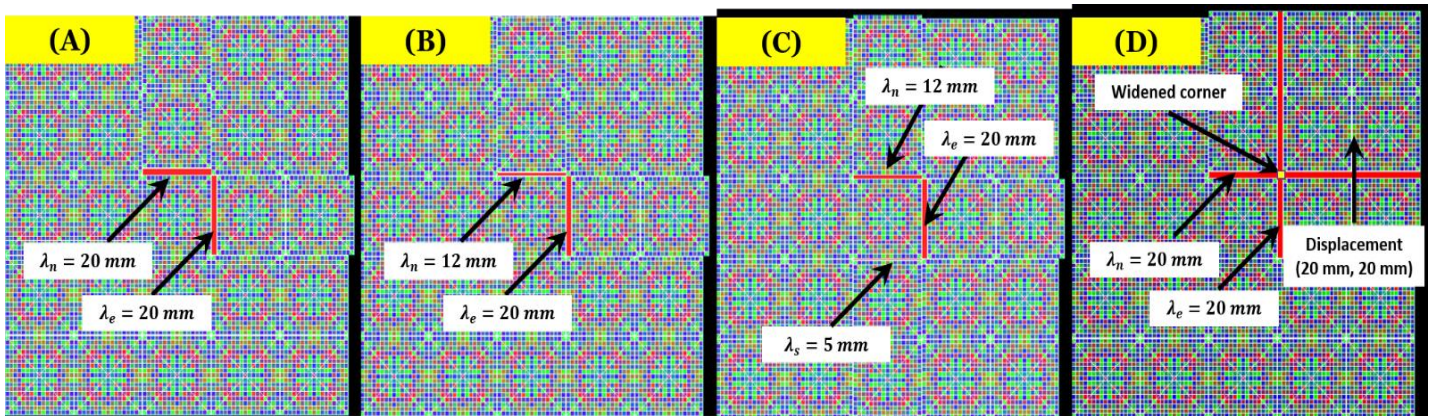 (A)
λn = 20 mm
λe = 20 mm
(B)
λn = 12 mm
λe = 20 mm
(C)
λn = 12 mm
λe = 20 mm
λs = 5 mm
(D)
Widened corner
λn = 20 mm
λe = 20 mm
Displacement
(20 mm, 20 mm)